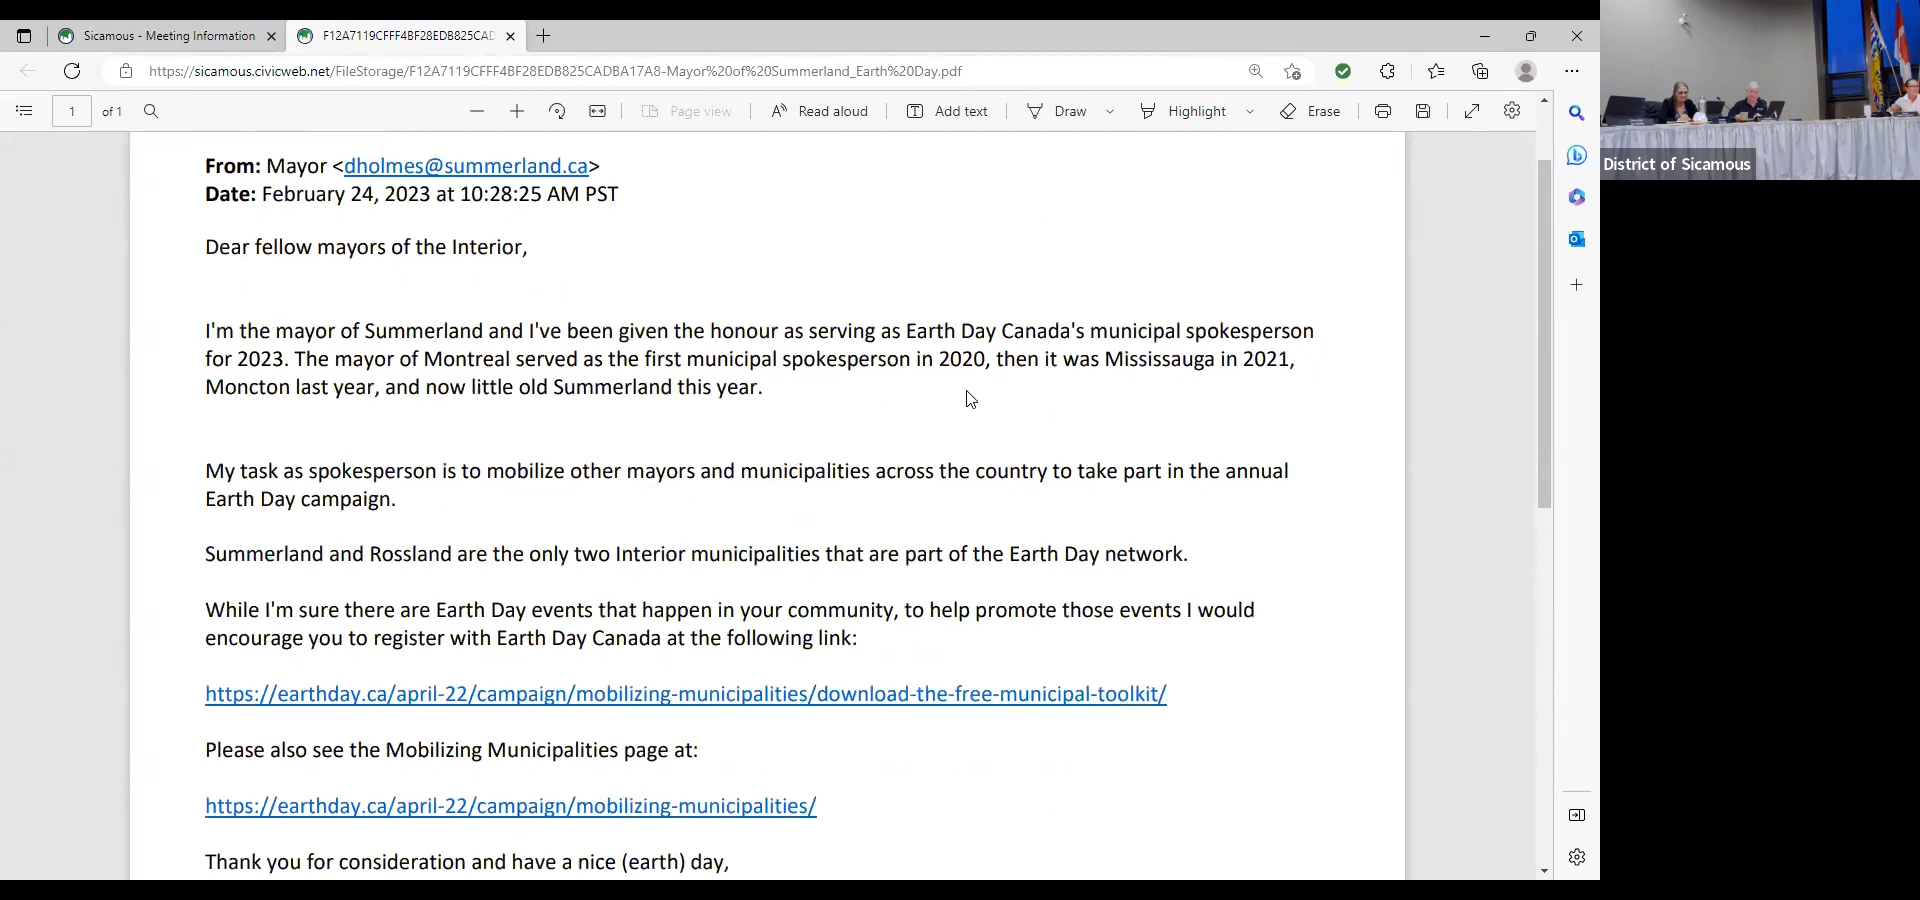 Sicamous - Meeting Information
F12A7119CFFF4BF28EDB825CAD
https://sicamous.civicweb.net/FileStorage/F12A7119CFFF4BF28EDB825CADBA17A8-Mayor%20of%20Summerland_Earth%20Day.pdf
1 of 1 Page view Read aloud Add text Draw Highlight Erase
District of Sicamous
From: Mayor <dholmes@summerland.ca>
Date: February 24, 2023 at 10:28:25 AM PST
Dear fellow mayors of the Interior,
I'm the mayor of Summerland and I've been given the honour as serving as Earth Day Canada's municipal spokesperson
for 2023. The mayor of Montreal served as the first municipal spokesperson in 2020, then it was Mississauga in 2021,
Moncton last year, and now little old Summerland this year.
My task as spokesperson is to mobilize other mayors and municipalities across the country to take part in the annual
Earth Day campaign.
Summerland and Rossland are the only two Interior municipalities that are part of the Earth Day network.
While I'm sure there are Earth Day events that happen in your community, to help promote those events I would
encourage you to register with Earth Day Canada at the following link:
https://earthday.ca/april-22/campaign/mobilizing-municipalities/download-the-free-municipal-toolkit/
Please also see the Mobilizing Municipalities page at:
https://earthday.ca/april-22/campaign/mobilizing-municipalities/
Thank you for consideration and have a nice (earth) day,